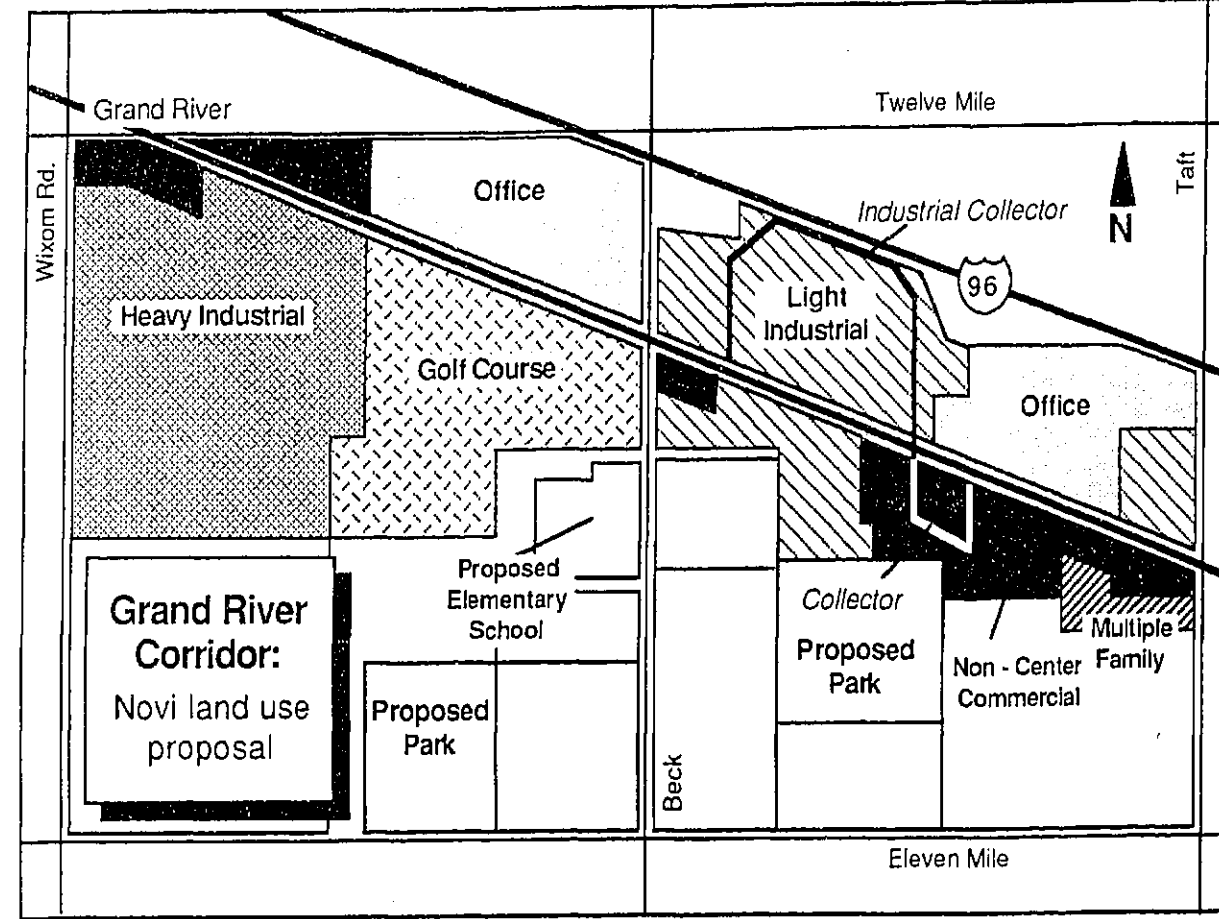 Grand River
Twelve Mile
Wixom Rd.
Taft
Office
Industrial Collector
N
96
Heavy Industrial
Light
Industrial
Golf Course
Office
Proposed
Elementary
School
Collector
Proposed
Park
Multiple
Family
Non - Center
Commercial
Grand River
Corridor:
Novi land use
proposal
Proposed
Park
Beck
Eleven Mile